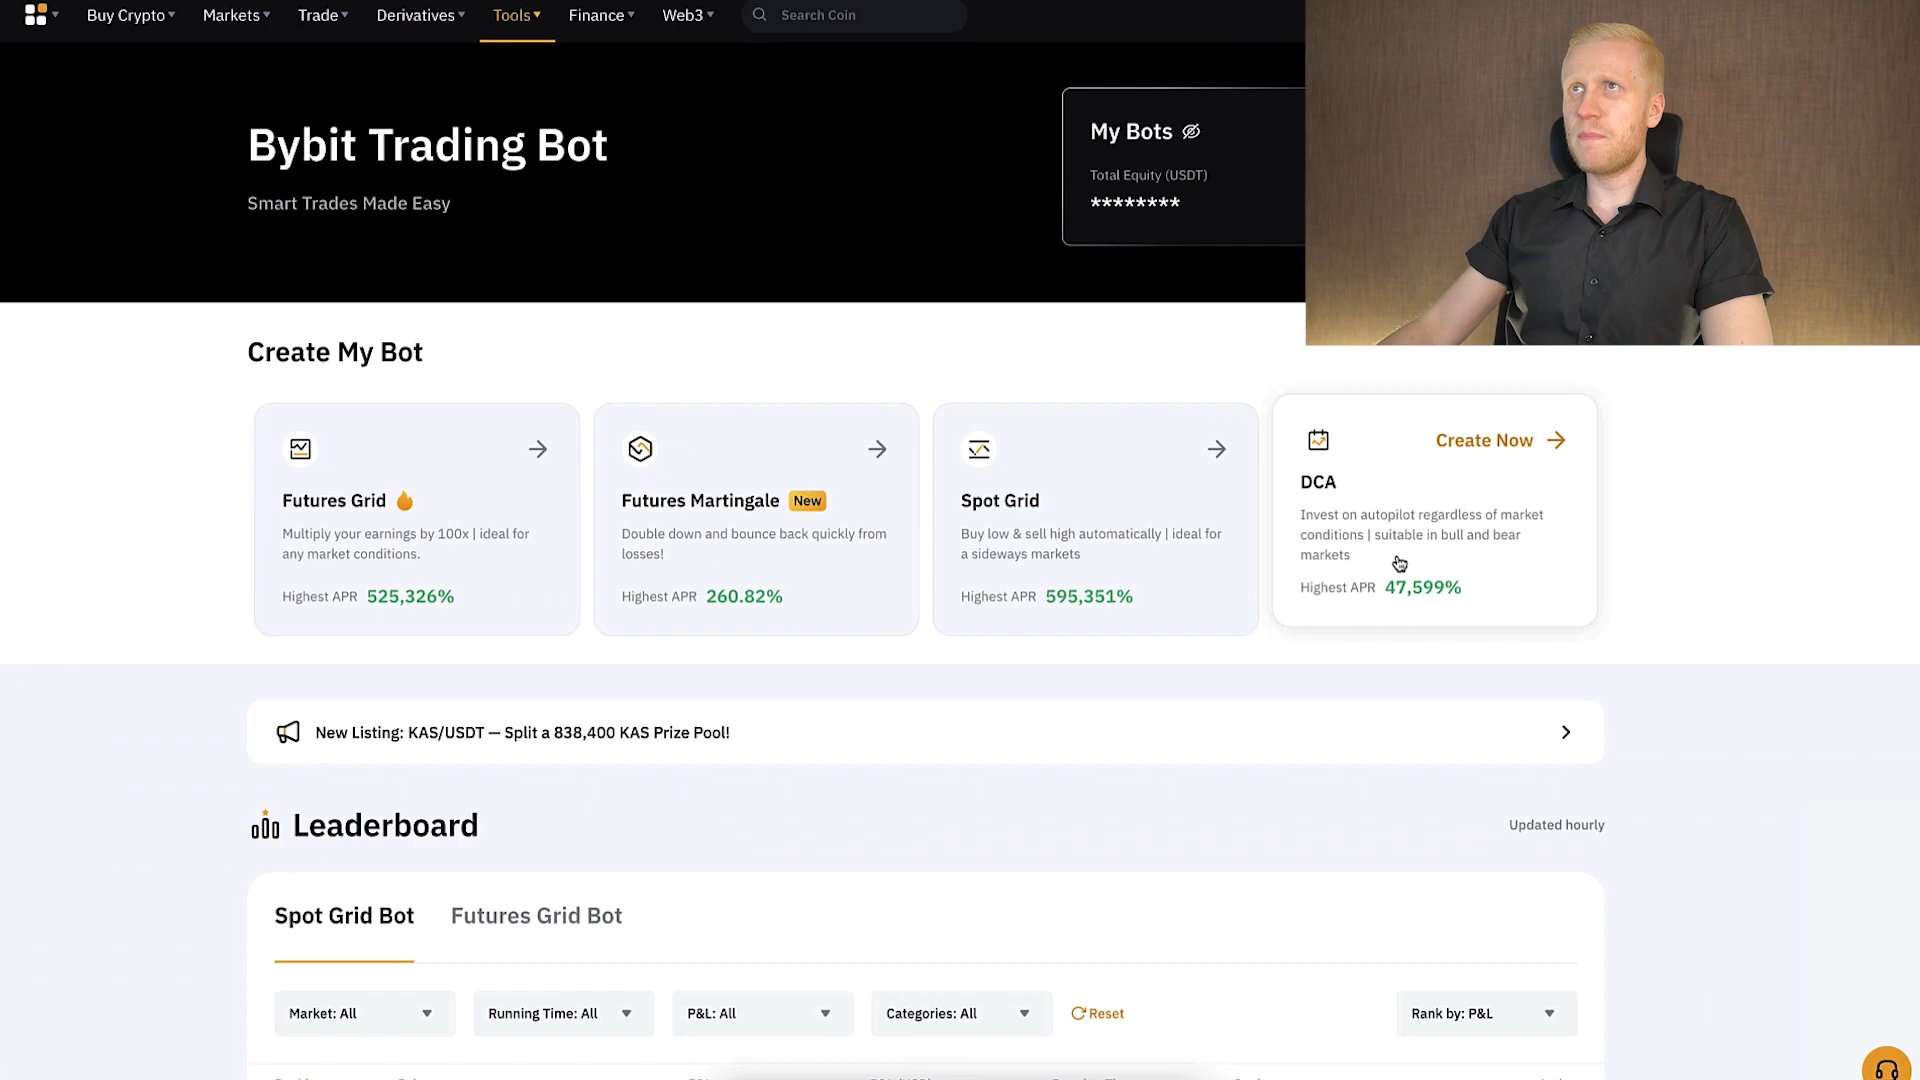 Buy Crypto Markets Trade Derivatives Tools Finance Web3 Search Coin
Bybit Trading Bot
Smart Trades Made Easy
My Bots
Total Equity (USDT)
********
Create My Bot
Futures Grid
Multiply your earnings by 100x | ideal for
any market conditions.
Highest APR 525,326%
Futures Martingale New
Double down and bounce back quickly from
losses!
Highest APR 260.82%
Spot Grid
Buy low & sell high automatically | ideal for
a sideways markets
Highest APR 595,351%
Create Now
DCA
Invest on autopilot regardless of market
conditions | suitable in bull and bear
markets
Highest APR 47,599%
New Listing: KAS/USDT — Split a 838,400 KAS Prize Pool!
Leaderboard
Updated hourly
Spot Grid Bot Futures Grid Bot
Market: All Running Time: All P&L: All Categories: All Reset Rank by: P&L